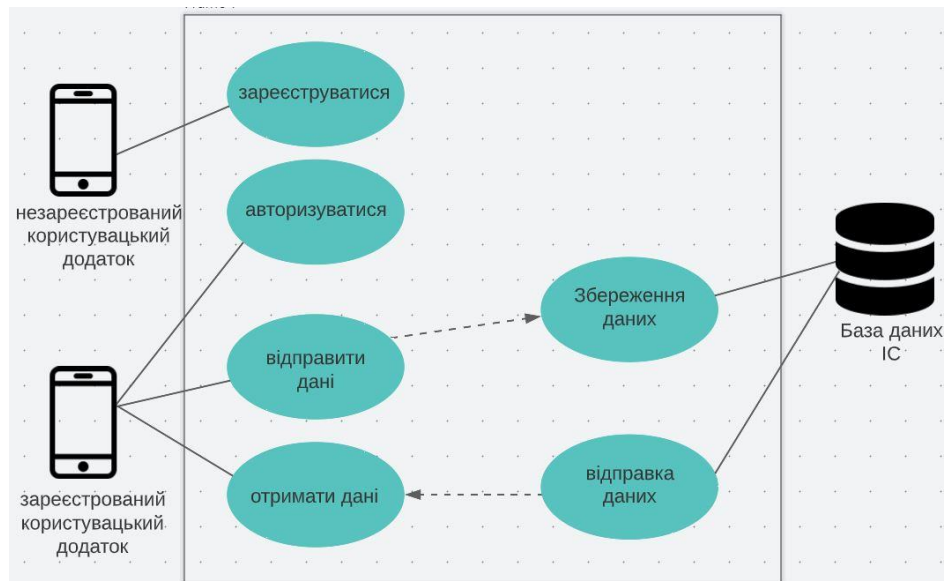 зареєструватися
незареєстрований
користувацький
додаток
авторизуватися
Збереження
даних
База даних
ІС
відправити
дані
зареєстрований
користувацький
додаток
отримати дані
відправка
даних